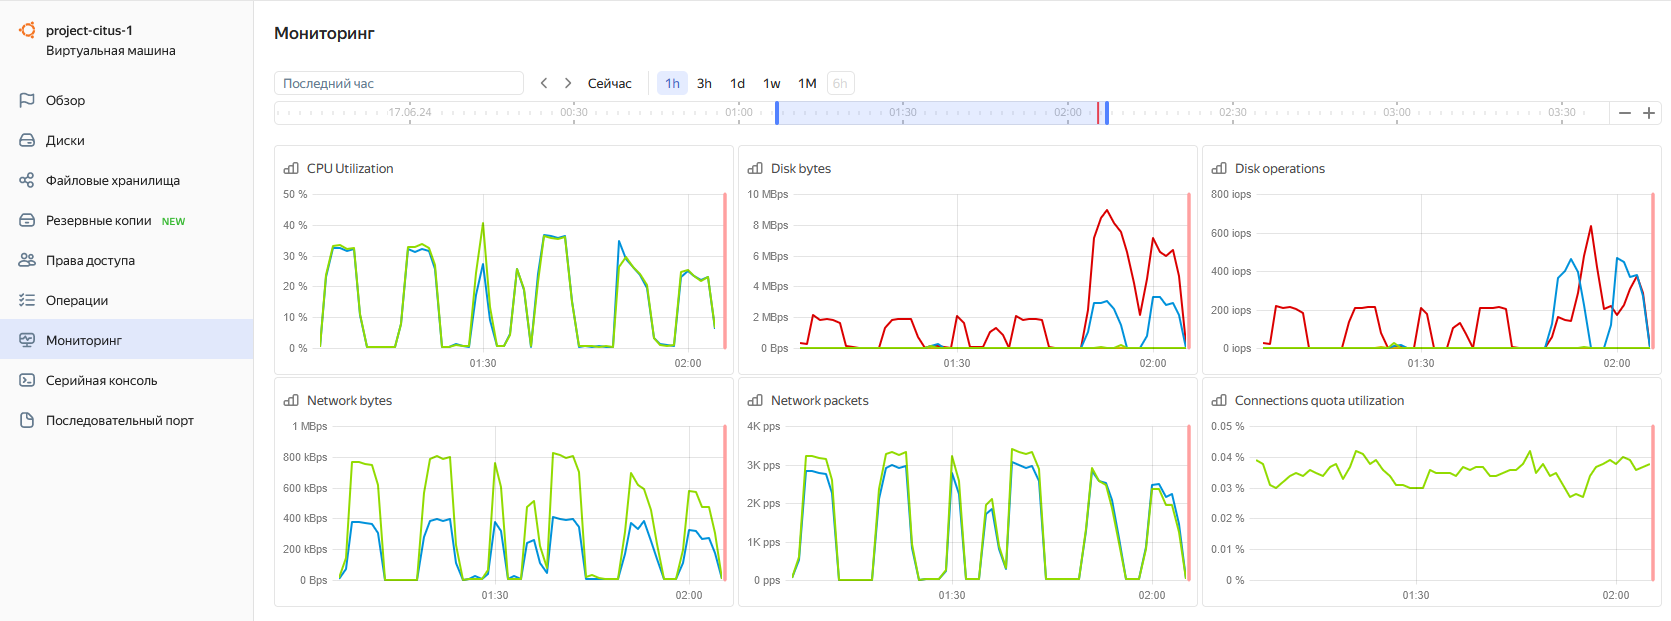 project-citus-1
Виртуальная машина
Обзор
Диски
Файловые хранилища
Резервные копии NEW
Права доступа
Операции
Мониторинг
Серийная консоль
Последовательный порт
Мониторинг
Последний час Сейчас 1h 3h 1d 1w 1M 6h
17.06.24 00:30 01:00 01:30 02:00 02:30 03:00 03:30
CPU Utilization
50 %
40 %
30 %
20 %
10 %
0 %
01:30 02:00
Disk bytes
10 MBps
8 MBps
6 MBps
4 MBps
2 MBps
0 Bps
01:30 02:00
Disk operations
800 iops
600 iops
400 iops
200 iops
0 iops
01:30 02:00
Network bytes
1 MBps
800 kBps
600 kBps
400 kBps
200 kBps
0 Bps
01:30 02:00
Network packets
4K pps
3K pps
2K pps
1K pps
0 pps
01:30 02:00
Connections quota utilization
0.05 %
0.04 %
0.03 %
0.02 %
0.01 %
0 %
01:30 02:00